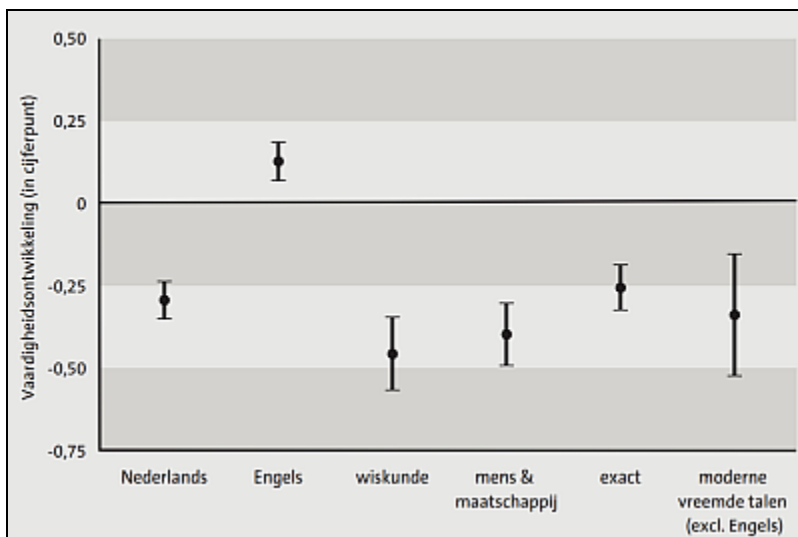 Vaardigheidsontwikkeling (in cijferpunt)
0,50
0,25
0
-0,25
-0,50
-0,75
Nederlands
Engels
wiskunde
mens &
maatschappij
exact
moderne
vreemde talen
(excl. Engels)